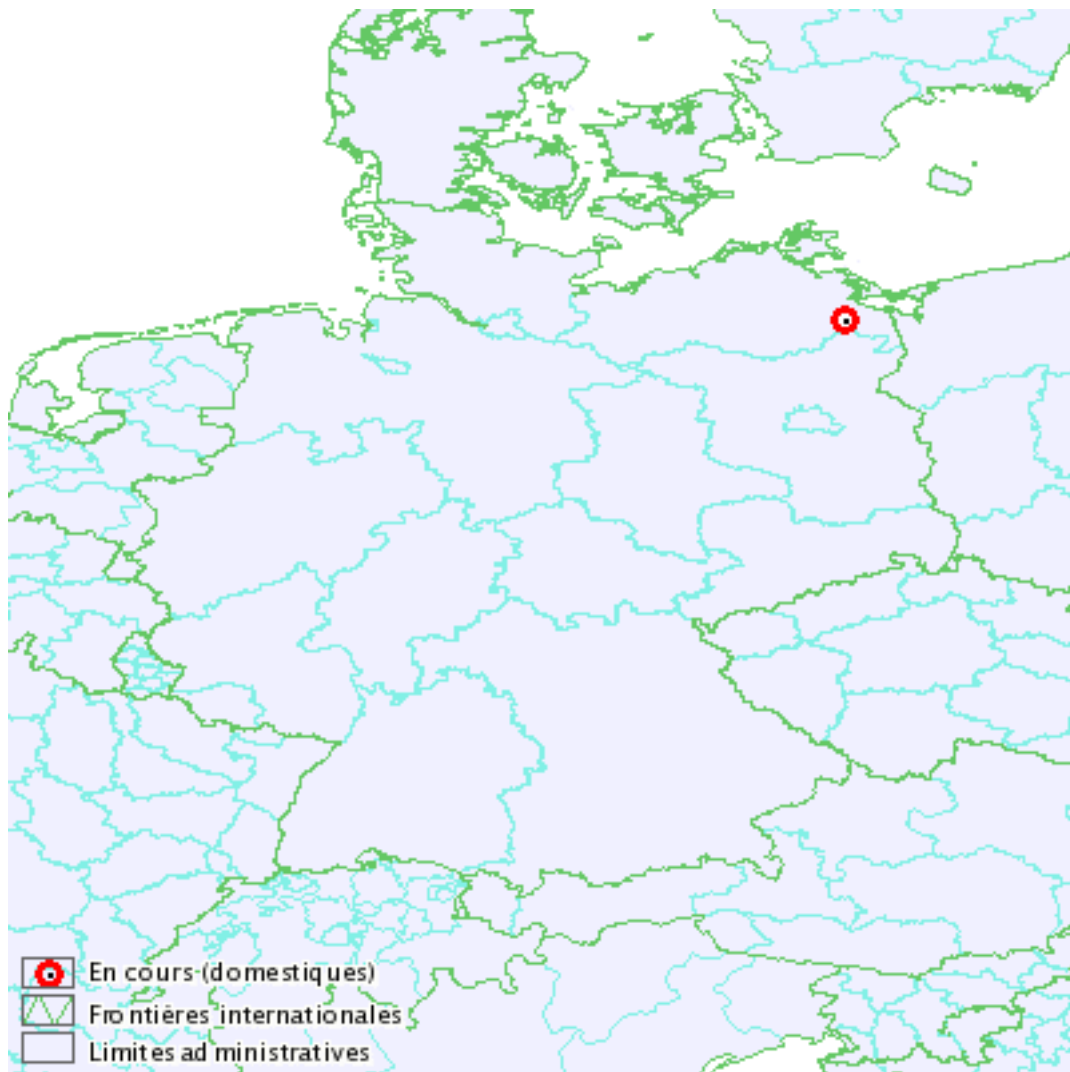 En cours (domestiques)
Frontières internationales
Limites administratives